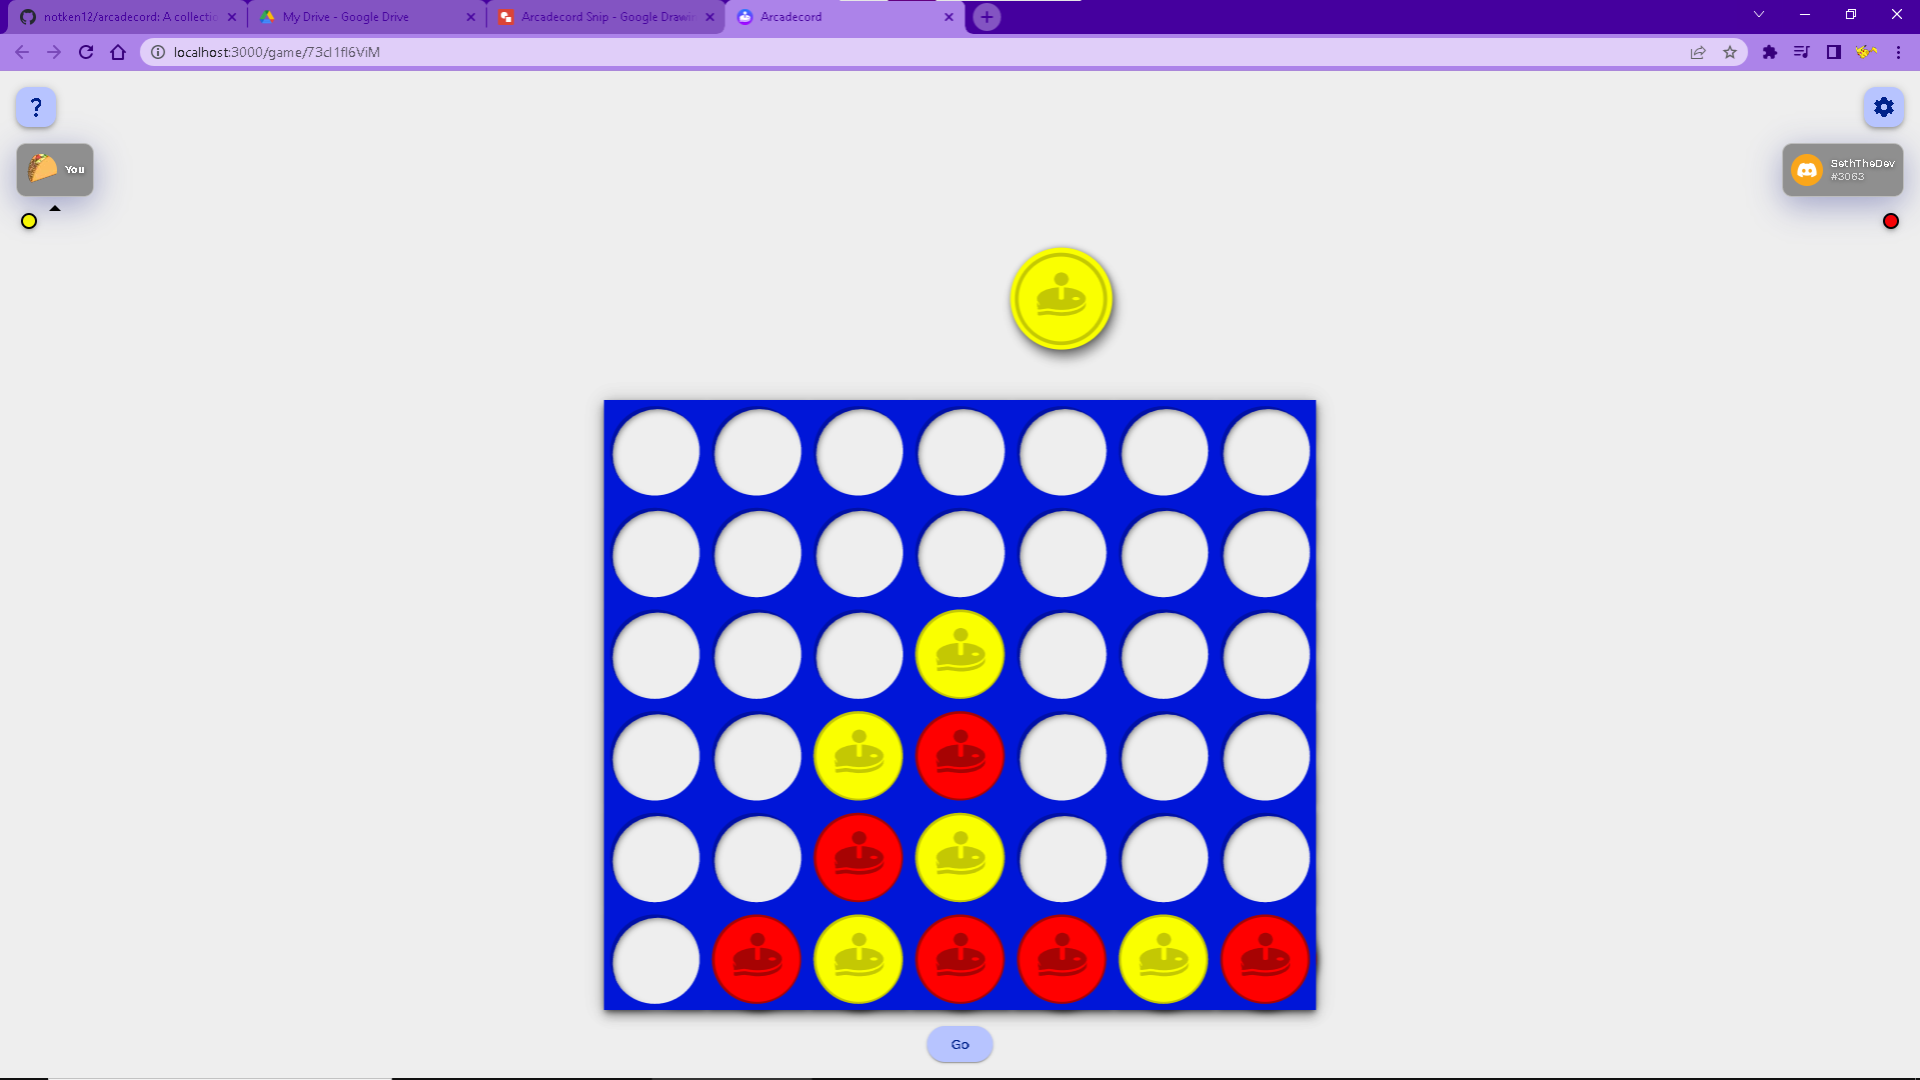 notken12/arcadecord: A collectio
My Drive - Google Drive
Arcadecord Snip - Google Drawin
Arcadecord
localhost:3000/game/73cl1fl6ViM
?
You
SethTheDev
#3063
Go